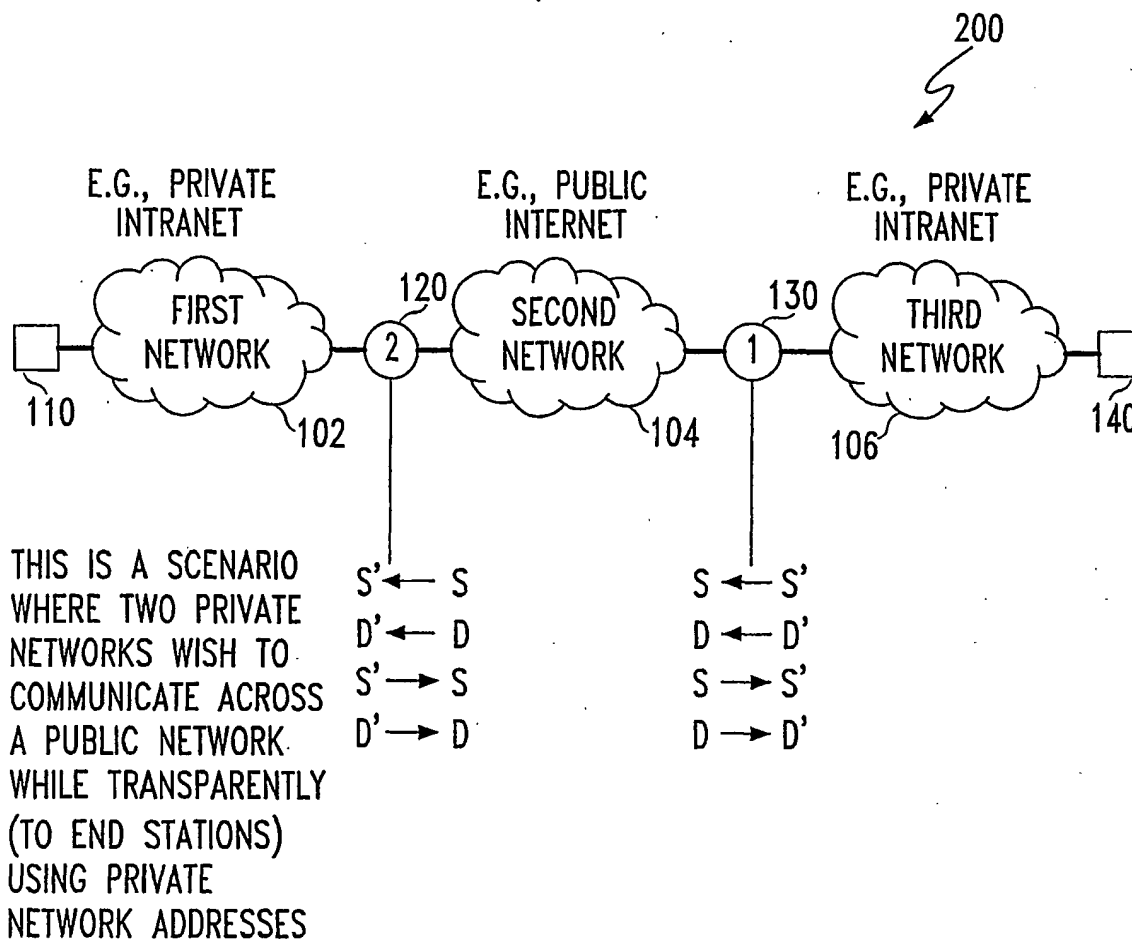 200
E.G., PRIVATE
INTRANET
E.G., PUBLIC
INTERNET
E.G., PRIVATE
INTRANET
FIRST
NETWORK
120
2
SECOND
NETWORK
130
1
THIRD
NETWORK
110
102
104
106
140
THIS IS A SCENARIO
WHERE TWO PRIVATE
NETWORKS WISH TO
COMMUNICATE ACROSS
A PUBLIC NETWORK
WHILE TRANSPARENTLY
(TO END STATIONS)
USING PRIVATE
NETWORK ADDRESSES
S' ← S
D' ← D
S' → S
D' → D
S ← S'
D ← D'
S → S'
D → D'